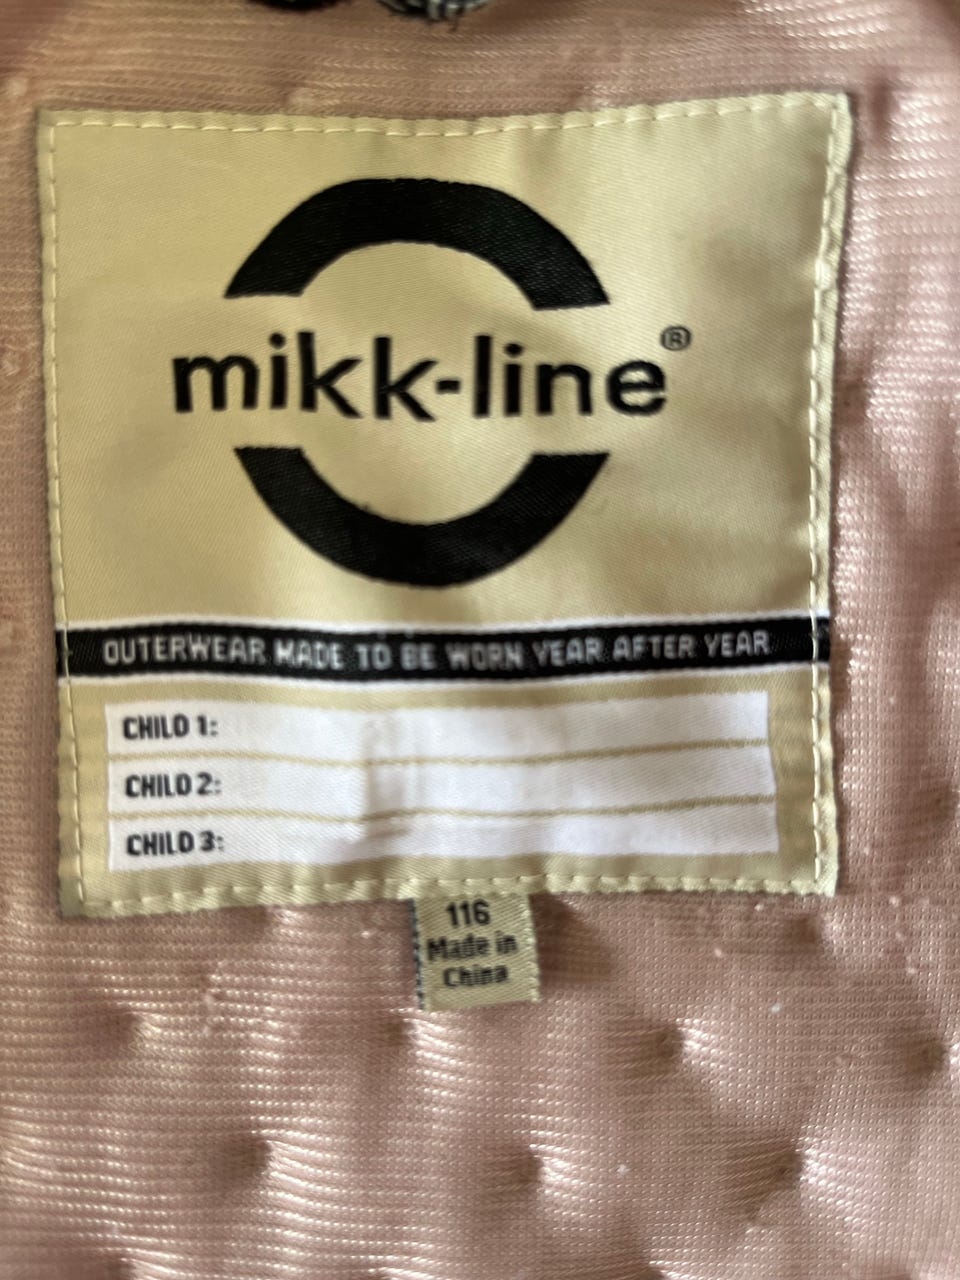 mikk-line®
OUTERWEAR MADE TO BE WORN YEAR AFTER YEAR
CHILD 1:
CHILD 2:
CHILD 3:
116
Made in
China